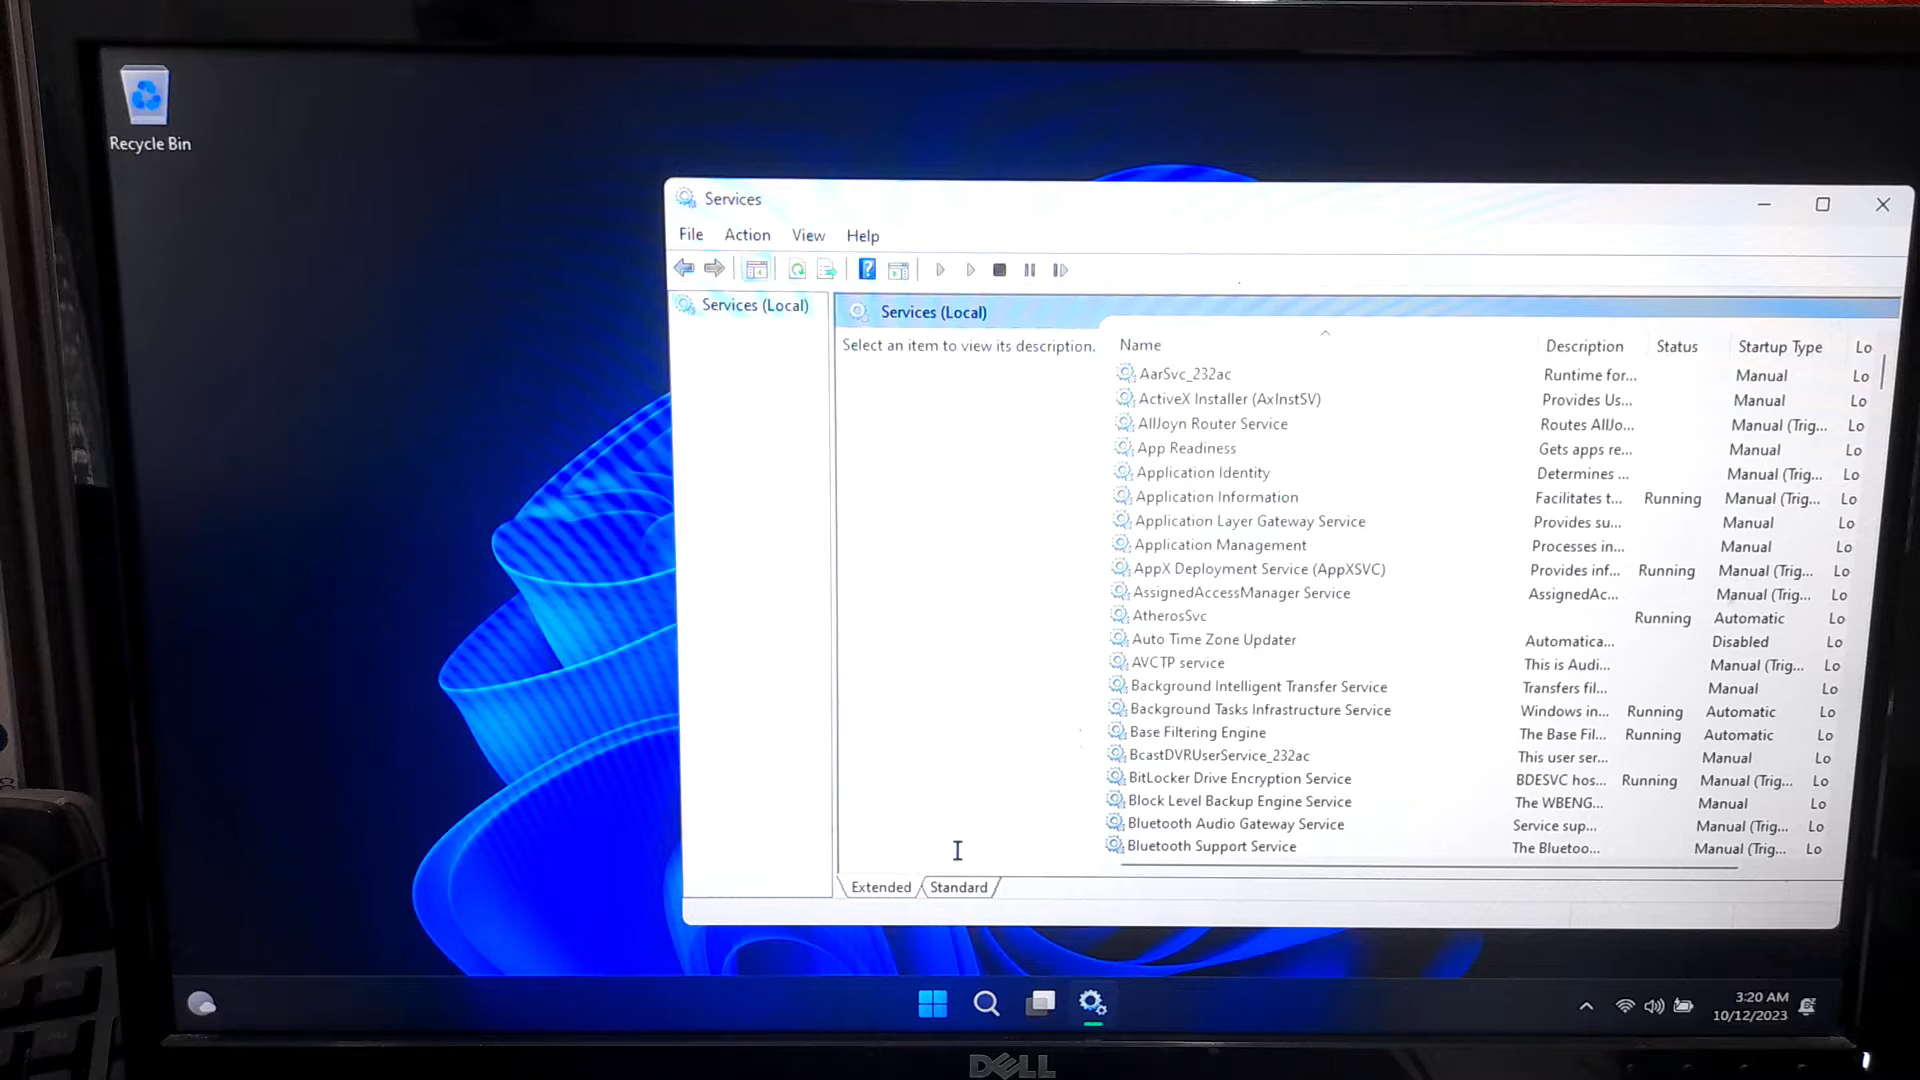 Recycle Bin
Services
File Action View Help
Services (Local)
Services (Local)
Select an item to view its description.
Name Description Status Startup Type Lo
AarSvc_232ac Runtime for... Manual Lo
ActiveX Installer (AxInstSV) Provides Us... Manual Lo
AllJoyn Router Service Routes AllJo... Manual (Trig... Lo
App Readiness Gets apps re... Manual Lo
Application Identity Determines ... Manual (Trig... Lo
Application Information Facilitates t... Running Manual (Trig... Lo
Application Layer Gateway Service Provides su... Manual Lo
Application Management Processes in... Manual Lo
AppX Deployment Service (AppXSVC) Provides inf... Running Manual (Trig... Lo
AssignedAccessManager Service AssignedAc... Manual (Trig... Lo
AtherosSvc Running Automatic Lo
Auto Time Zone Updater Automatica... Disabled Lo
AVCTP service This is Audi... Manual (Trig... Lo
Background Intelligent Transfer Service Transfers fil... Manual Lo
Background Tasks Infrastructure Service Windows in... Running Automatic Lo
Base Filtering Engine The Base Fil... Running Automatic Lo
BcastDVRUserService_232ac This user ser... Manual Lo
BitLocker Drive Encryption Service BDESVC hos... Running Manual (Trig... Lo
Block Level Backup Engine Service The WBENG... Manual Lo
Bluetooth Audio Gateway Service Service sup... Manual (Trig... Lo
Bluetooth Support Service The Bluetoo... Manual (Trig... Lo
Extended Standard
3:20 AM
10/12/2023
DELL